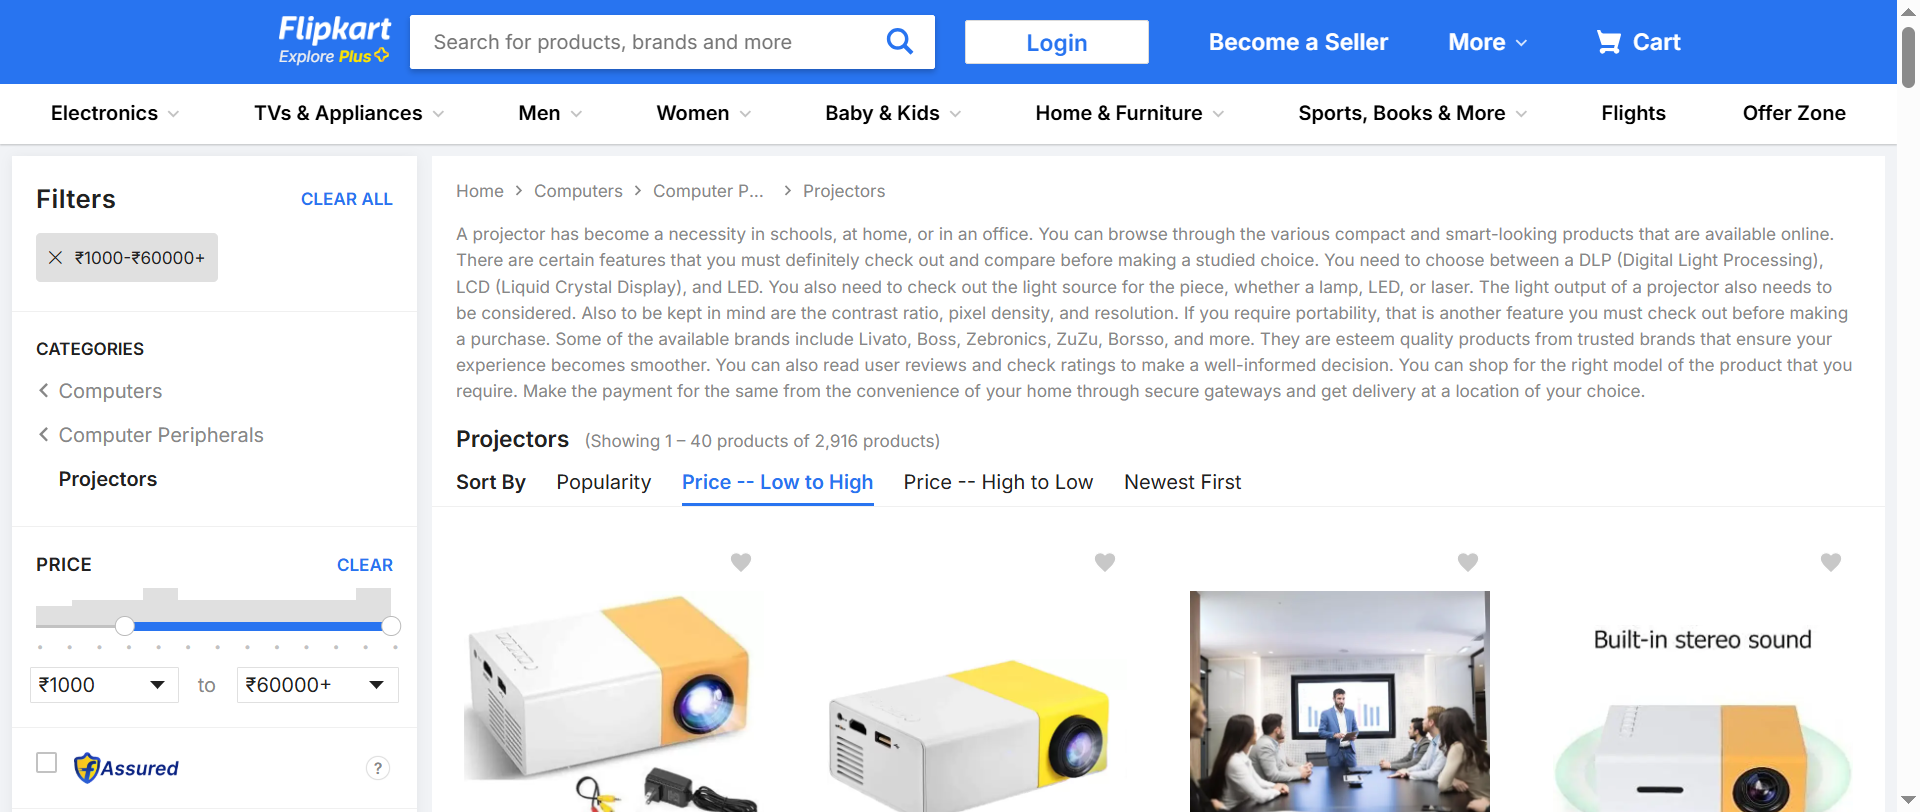 Flipkart
Explore Plus
Search for products, brands and more
Login
Become a Seller
More
Cart
Electronics
TVs & Appliances
Men
Women
Baby & Kids
Home & Furniture
Sports, Books & More
Flights
Offer Zone
Filters
CLEAR ALL
₹1000-₹60000+
CATEGORIES
Computers
Computer Peripherals
Projectors
PRICE
CLEAR
₹1000
to
₹60000+
Assured
?
Home
Computers
Computer P...
Projectors
A projector has become a necessity in schools, at home, or in an office. You can browse through the various compact and smart-looking products that are available online.
There are certain features that you must definitely check out and compare before making a studied choice. You need to choose between a DLP (Digital Light Processing),
LCD (Liquid Crystal Display), and LED. You also need to check out the light source for the piece, whether a lamp, LED, or laser. The light output of a projector also needs to
be considered. Also to be kept in mind are the contrast ratio, pixel density, and resolution. If you require portability, that is another feature you must check out before making
a purchase. Some of the available brands include Livato, Boss, Zebronics, ZuZu, Borsso, and more. They are esteem quality products from trusted brands that ensure your
experience becomes smoother. You can also read user reviews and check ratings to make a well-informed decision. You can shop for the right model of the product that you
require. Make the payment for the same from the convenience of your home through secure gateways and get delivery at a location of your choice.
Projectors (Showing 1 – 40 products of 2,916 products)
Sort By
Popularity
Price -- Low to High
Price -- High to Low
Newest First
Built-in stereo sound